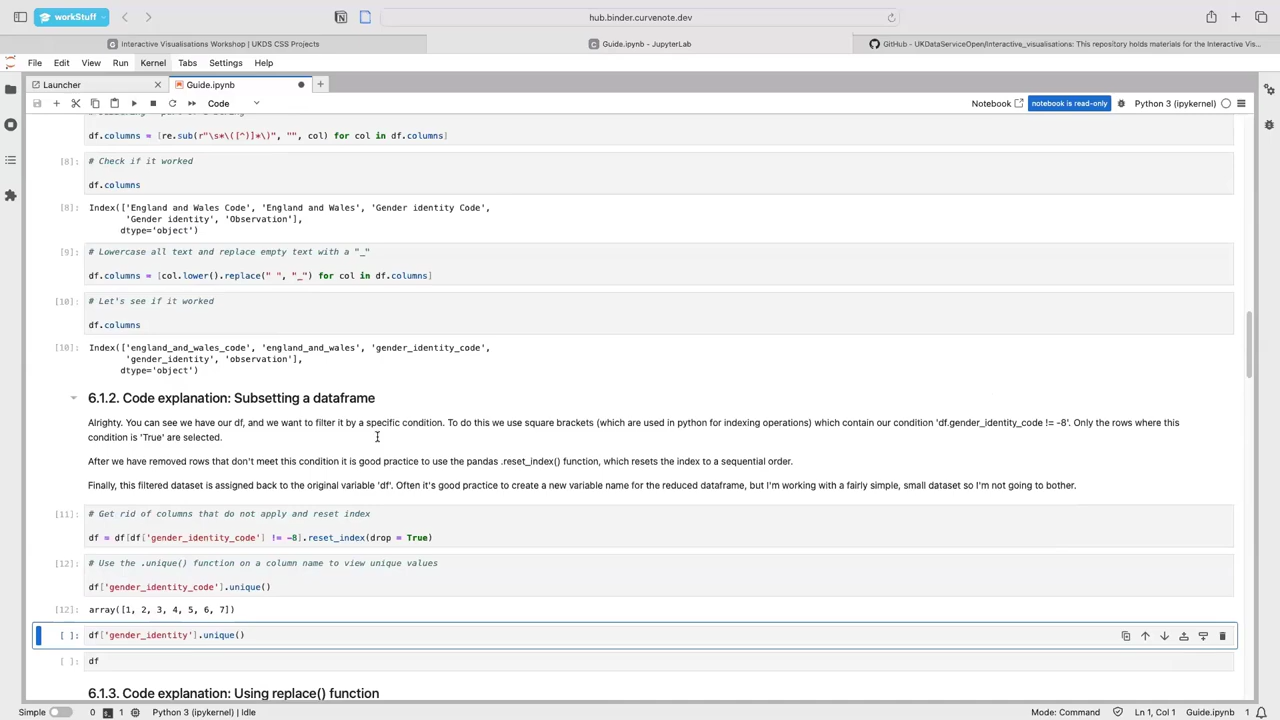 workStuff
hub.binder.curvenote.dev
Interactive Visualisations Workshop | UKDS CSS Projects
Guide.ipynb - JupyterLab
GitHub - UKDataServiceOpen/Interactive_visualisations: This repository holds materials for the Interactive Vis...
File Edit View Run Kernel Tabs Settings Help
Launcher
Guide.ipynb
Code
Notebook
notebook is read-only
Python 3 (ipykernel)
df.columns = [re.sub(r"\s*\([^)]*\)", "", col) for col in df.columns]
[8]: # Check if it worked
df.columns
[8]: Index(['England and Wales Code', 'England and Wales', 'Gender identity Code',
'Gender identity', 'Observation'],
dtype='object')
[9]: # Lowercase all text and replace empty text with a "_"
df.columns = [col.lower().replace(" ", "_") for col in df.columns]
[10]: # Let's see if it worked
df.columns
[10]: Index(['england_and_wales_code', 'england_and_wales', 'gender_identity_code',
'gender_identity', 'observation'],
dtype='object')
6.1.2. Code explanation: Subsetting a dataframe
Alrighty. You can see we have our df, and we want to filter it by a specific condition. To do this we use square brackets (which are used in python for indexing operations) which contain our condition 'df.gender_identity_code != -8'. Only the rows where this
condition is 'True' are selected.
After we have removed rows that don't meet this condition it is good practice to use the pandas .reset_index() function, which resets the index to a sequential order.
Finally, this filtered dataset is assigned back to the original variable 'df'. Often it's good practice to create a new variable name for the reduced dataframe, but I'm working with a fairly simple, small dataset so I'm not going to bother.
[11]: # Get rid of columns that do not apply and reset index
df = df[df['gender_identity_code'] != -8].reset_index(drop = True)
[12]: # Use the .unique() function on a column name to view unique values
df['gender_identity_code'].unique()
[12]: array([1, 2, 3, 4, 5, 6, 7])
[ ]: df['gender_identity'].unique()
[ ]: df
6.1.3. Code explanation: Using replace() function
Simple 0 1 Python 3 (ipykernel) | Idle
Mode: Command Ln 1, Col 1 Guide.ipynb 1